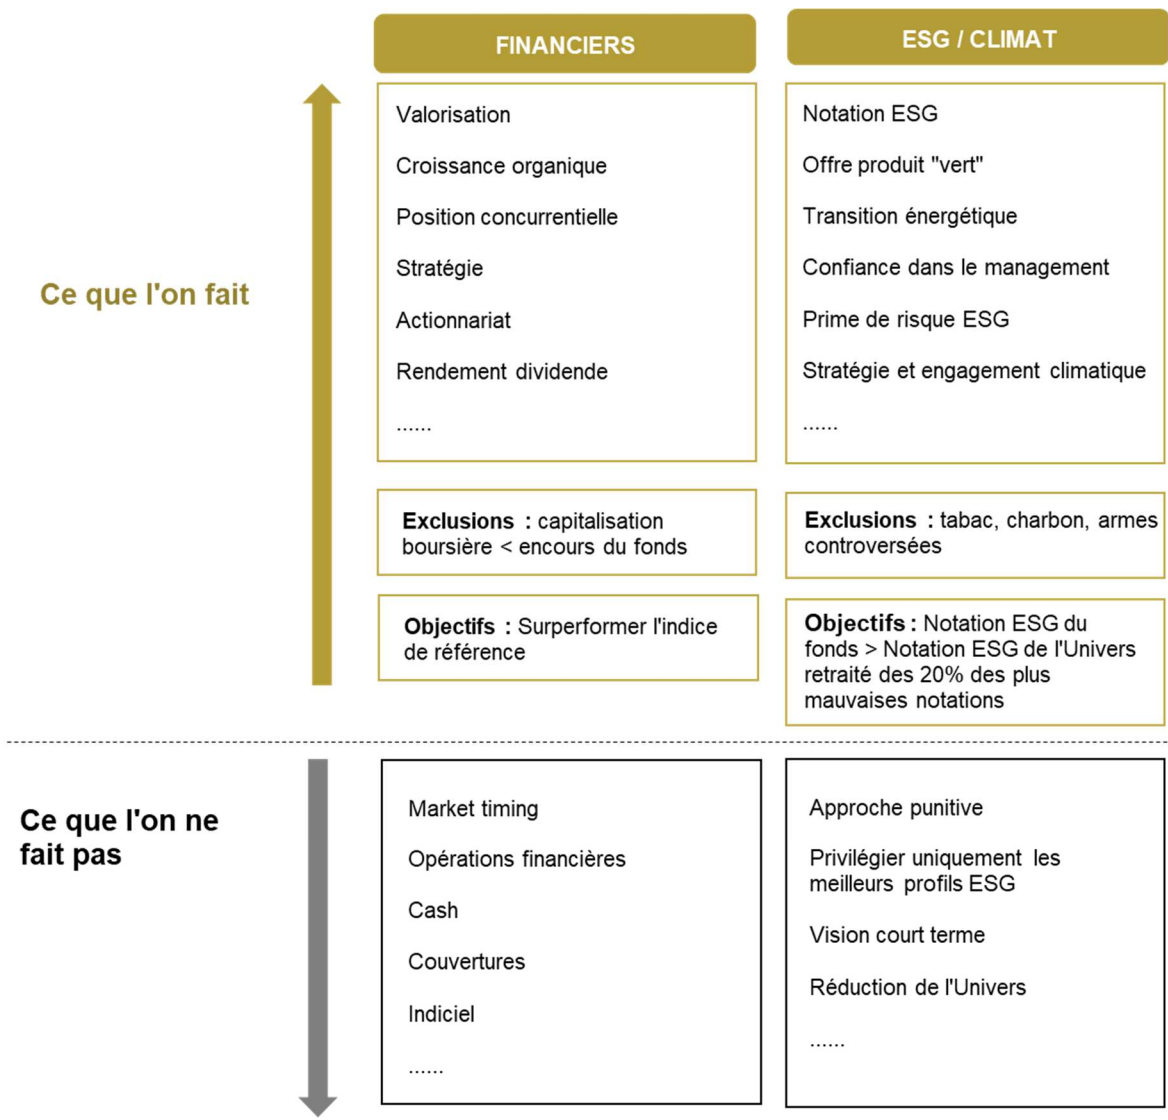 FINANCIERS
ESG / CLIMAT
Ce que l'on fait
Valorisation
Croissance organique
Position concurrentielle
Stratégie
Actionnariat
Rendement dividende
......
Notation ESG
Offre produit "vert"
Transition énergétique
Confiance dans le management
Prime de risque ESG
Stratégie et engagement climatique
......
Exclusions : capitalisation
boursière < encours du fonds
Exclusions : tabac, charbon, armes
controversées
Objectifs : Surperformer l'indice
de référence
Objectifs : Notation ESG du
fonds > Notation ESG de l'Univers
retraité des 20% des plus
mauvaises notations
Ce que l'on ne
fait pas
Market timing
Opérations financières
Cash
Couvertures
Indiciel
......
Approche punitive
Privilégier uniquement les
meilleurs profils ESG
Vision court terme
Réduction de l'Univers
......